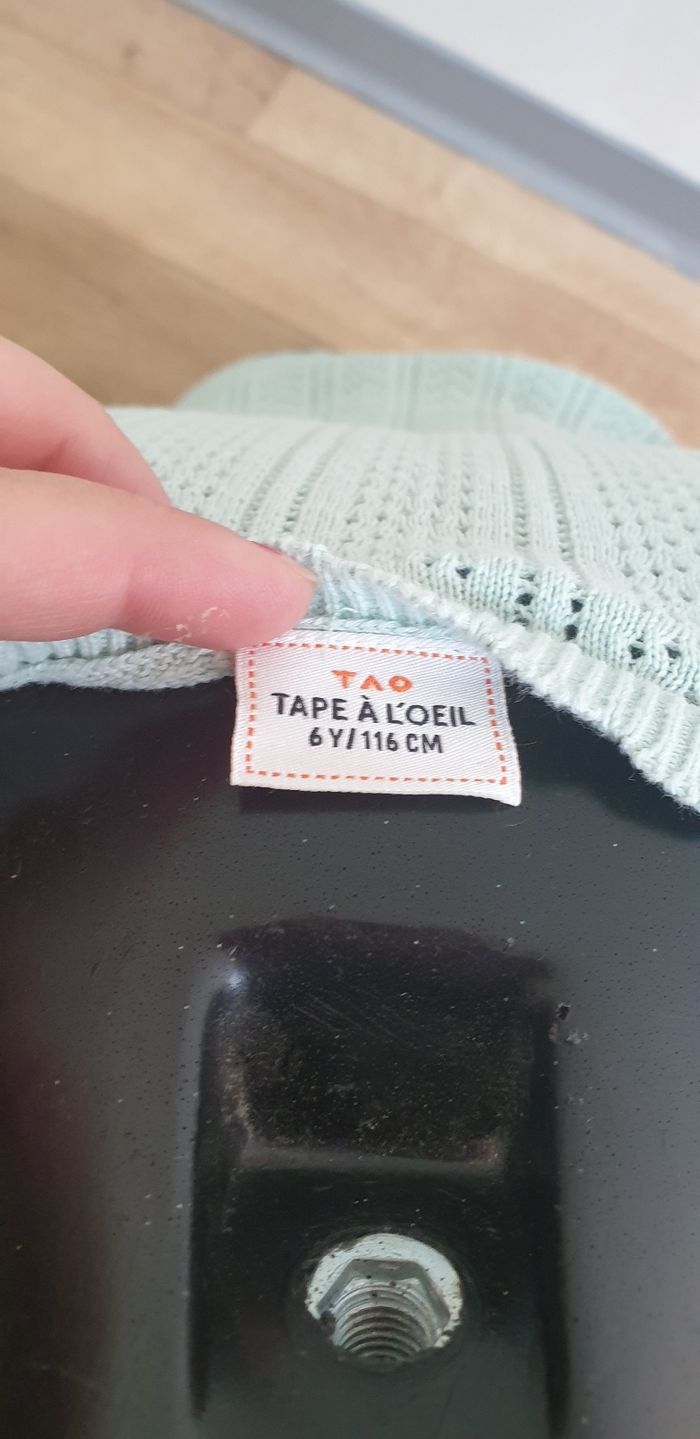 TAO
TAPE À L'OEIL
6 Y/116 CM